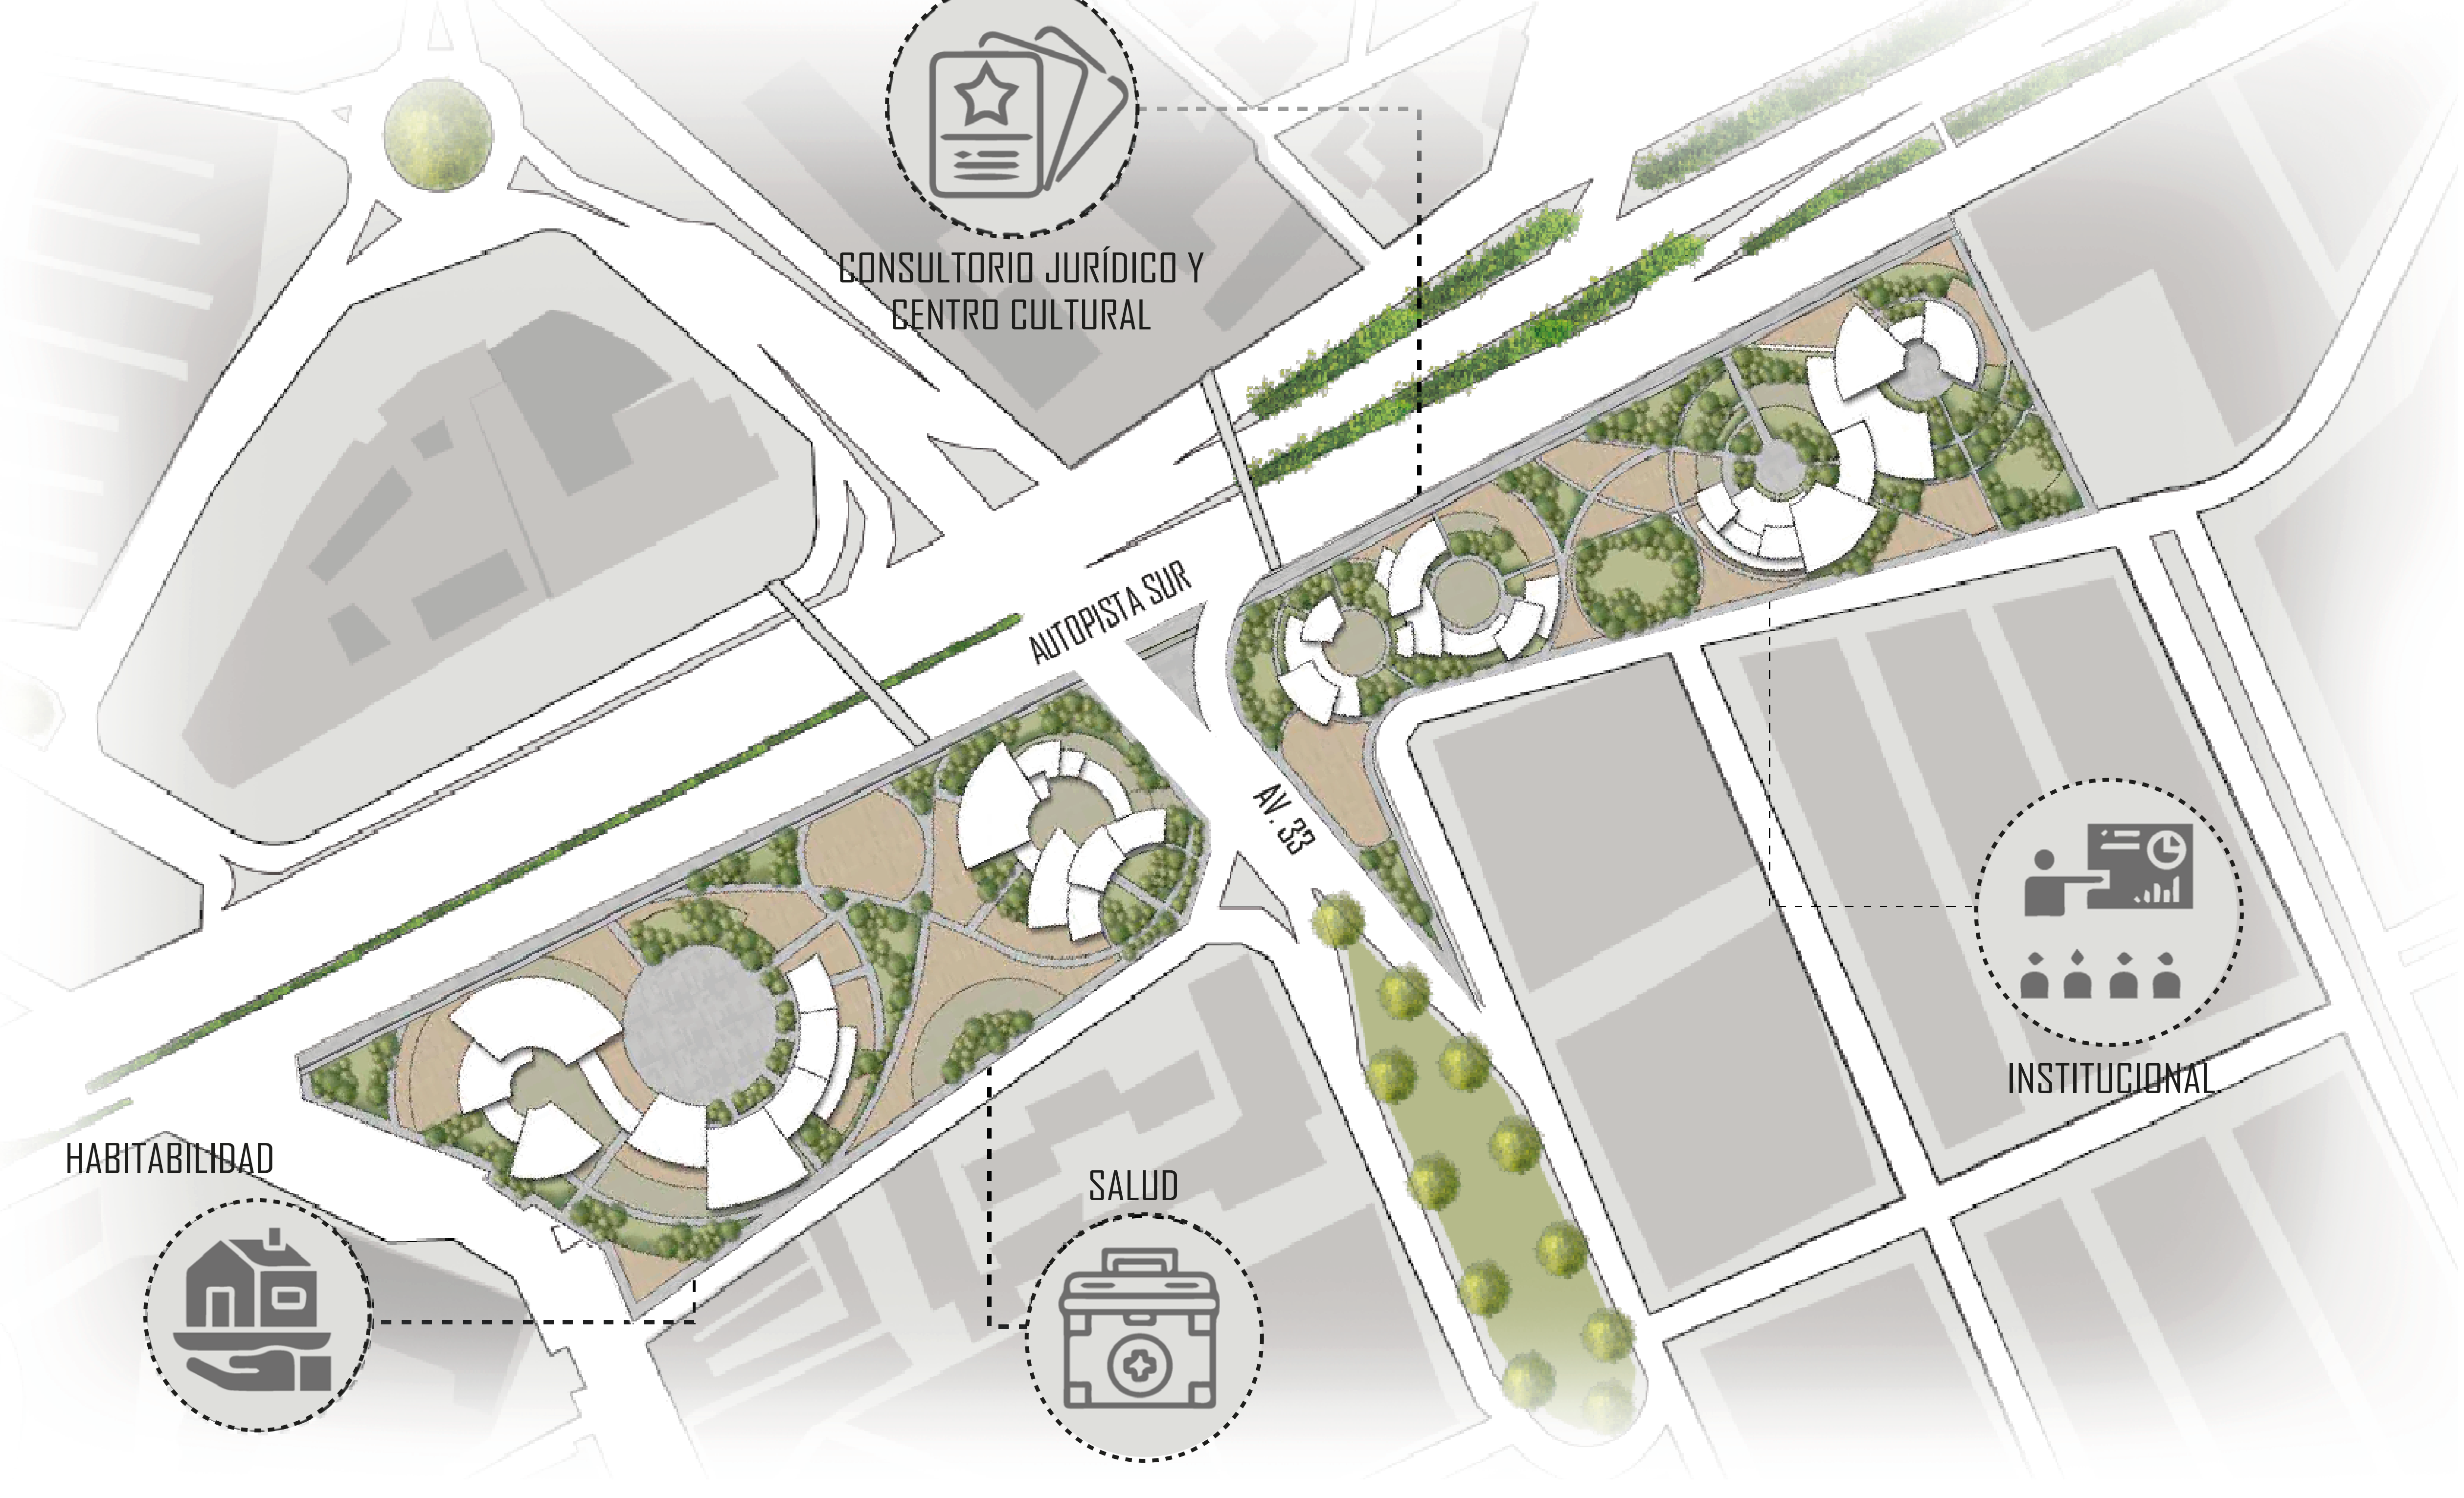 CONSULTORIO JURÍDICO Y
CENTRO CULTURAL
AUTOPISTA SUR
AV. 33
INSTITUCIONAL
HABITABILIDAD
SALUD